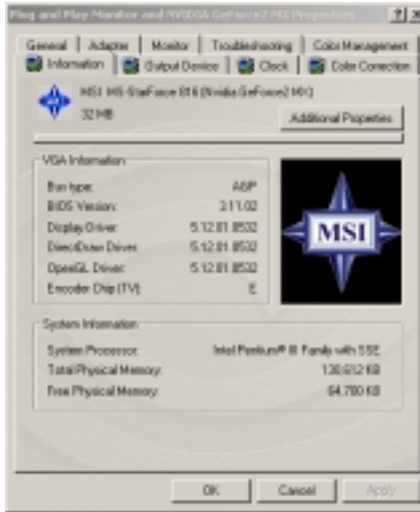 Plug and Play Monitor and NVIDIA GeForce2 MX Properties
General Adapter Monitor Troubleshooting Color Management
Information Output Device Clock Color Correction
MSI MS-StarForce 816 (Nvidia GeForce2 MX)
32 MB
Additional Properties
VGA Information
Bus type: AGP
BIOS Version: 3.11.02
Display Driver: 5.12.01.0532
DirectDraw Driver: 5.12.01.0532
OpenGL Driver: 5.12.01.0532
Encoder Chip (TV): E
MSI
System Information
System Processor: Intel Pentium® III Family with SSE
Total Physical Memory: 130,612 KB
Free Physical Memory: 64,780 KB
OK Cancel Apply